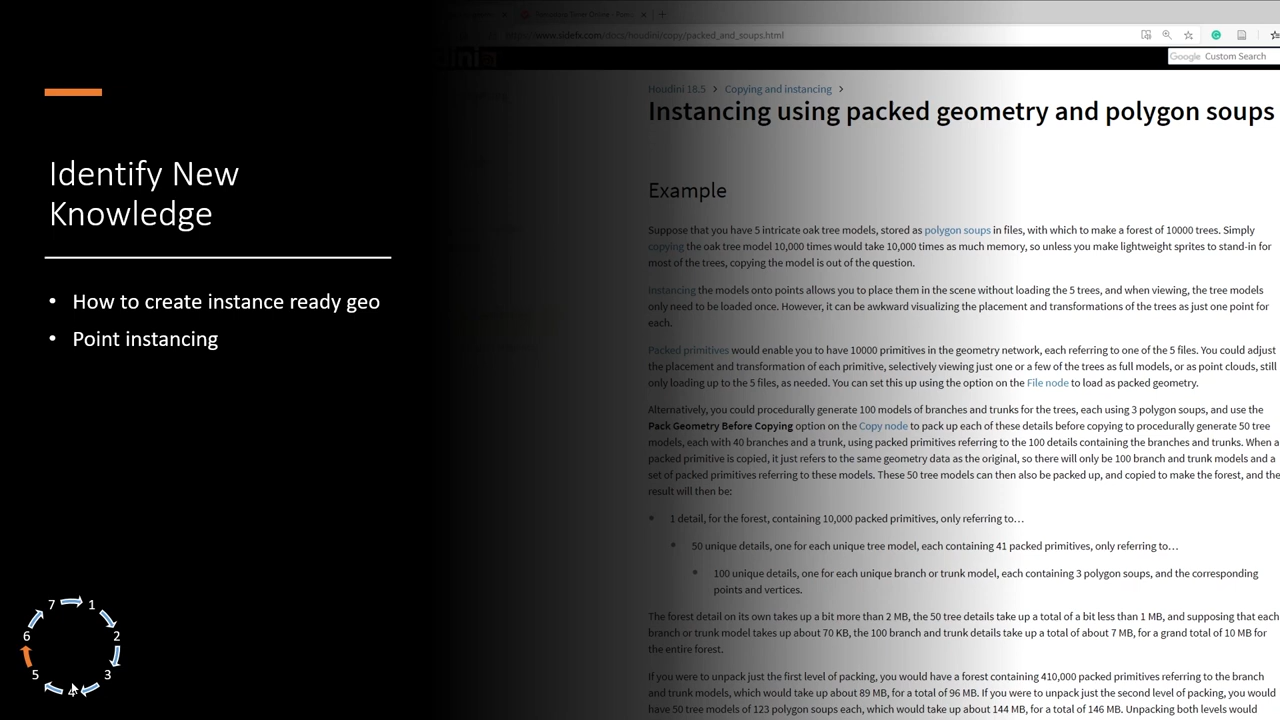 https://www.sidefx.com/docs/houdini/copy/packed_and_soups.html
Google Custom Search
Houdini 18.5 > Copying and instancing >
Instancing using packed geometry and polygon soups
Identify New
Knowledge
• How to create instance ready geo
• Point instancing
Example
Suppose that you have 5 intricate oak tree models, stored as polygon soups in files, with which to make a forest of 10000 trees. Simply
copying the oak tree model 10,000 times would take 10,000 times as much memory, so unless you make lightweight sprites to stand-in for
most of the trees, copying the model is out of the question.
Instancing the models onto points allows you to place them in the scene without loading the 5 trees, and when viewing, the tree models
only need to be loaded once. However, it can be awkward visualizing the placement and transformations of the trees as just one point for
each.
Packed primitives would enable you to have 10000 primitives in the geometry network, each referring to one of the 5 files. You could adjust
the placement and transformation of each primitive, selectively viewing just one or a few of the trees as full models, or as point clouds, still
only loading up to the 5 files, as needed. You can set this up using the option on the File node to load as packed geometry.
Alternatively, you could procedurally generate 100 models of branches and trunks for the trees, each using 3 polygon soups, and use the
Pack Geometry Before Copying option on the Copy node to pack up each of these details before copying to procedurally generate 50 tree
models, each with 40 branches and a trunk, using packed primitives referring to the 100 details containing the branches and trunks. When a
packed primitive is copied, it just refers to the same geometry data as the original, so there will only be 100 branch and trunk models and a
set of packed primitives referring to these models. These 50 tree models can then also be packed up, and copied to make the forest, and the
result will then be:
• 1 detail, for the forest, containing 10,000 packed primitives, only referring to…
• 50 unique details, one for each unique tree model, each containing 41 packed primitives, only referring to…
• 100 unique details, one for each unique branch or trunk model, each containing 3 polygon soups, and the corresponding
points and vertices.
The forest detail on its own takes up a bit more than 2 MB, the 50 tree details take up a total of a bit less than 1 MB, and supposing that each
branch or trunk model takes up about 70 KB, the 100 branch and trunk details take up a total of about 7 MB, for a grand total of 10 MB for
the entire forest.
If you were to unpack just the first level of packing, you would have a forest containing 410,000 packed primitives referring to the branch
and trunk models, which would take up about 89 MB, for a total of 96 MB. If you were to unpack just the second level of packing, you would
have 50 tree models of 123 polygon soups each, which would take up about 144 MB, for a total of 146 MB. Unpacking both levels would
7 1
6 2
5 3
4